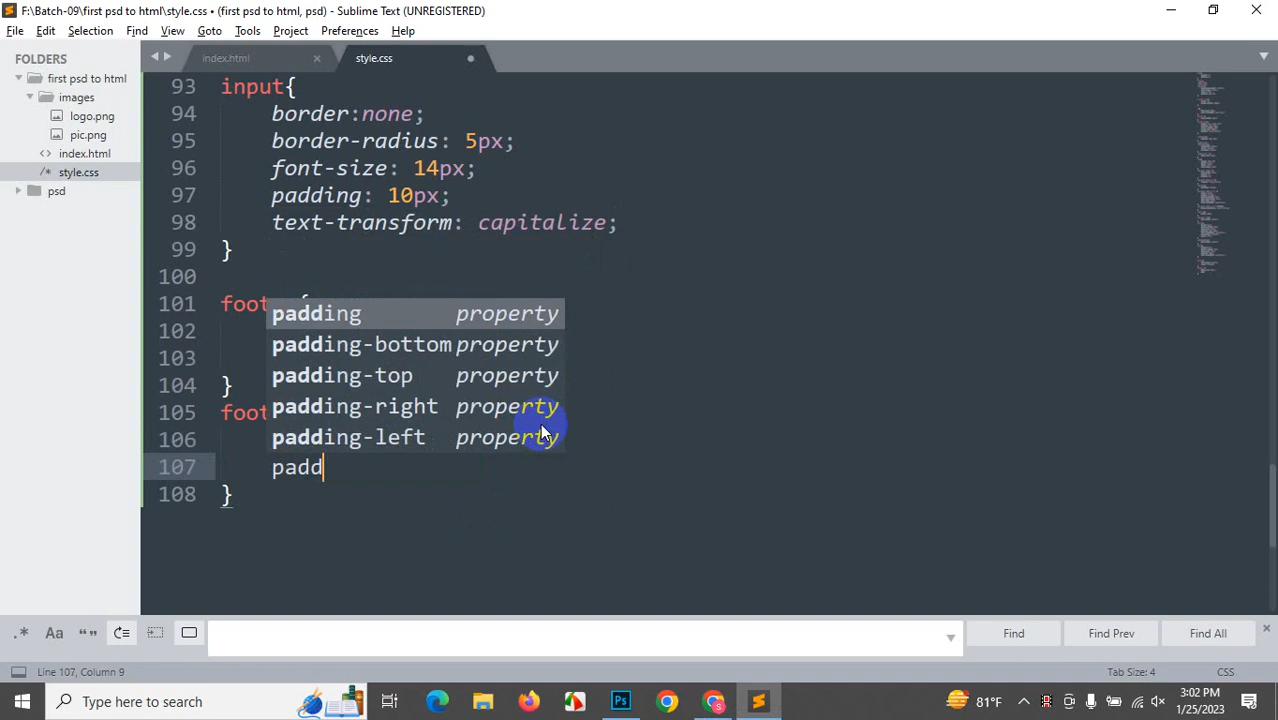 F:\Batch-09\first psd to html\style.css • (first psd to html, psd) - Sublime Text (UNREGISTERED)
File Edit Selection Find View Goto Tools Project Preferences Help
FOLDERS
first psd to html
images
logo.png
pic.png
index.html
style.css
psd
index.html × style.css
93 input{
94 border:none;
95 border-radius: 5px;
96 font-size: 14px;
97 padding: 10px;
98 text-transform: capitalize;
99 }
100
101 foot {
102
103
104 }
105 foot
106
107 padd
108 }
padding property
padding-bottom property
padding-top property
padding-right property
padding-left property
.* Aa “ ”
Find Find Prev Find All
Line 107, Column 9 Tab Size: 4 CSS
Type here to search
Ps
81°F
3:02 PM
1/25/2023